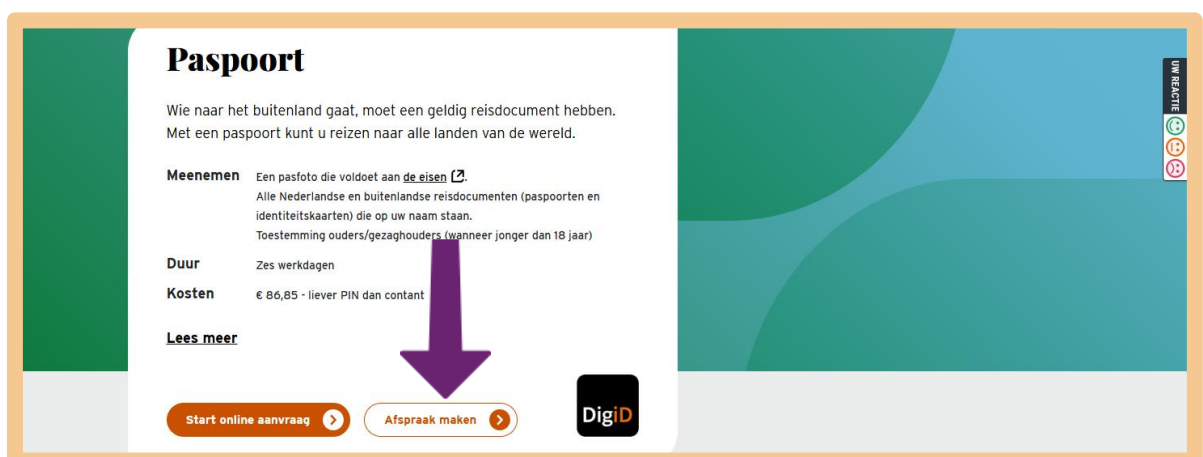 Paspoort
Wie naar het buitenland gaat, moet een geldig reisdocument hebben.
Met een paspoort kunt u reizen naar alle landen van de wereld.
Meenemen Een pasfoto die voldoet aan de eisen.
Alle Nederlandse en buitenlandse reisdocumenten (paspoorten en
identiteitskaarten) die op uw naam staan.
Toestemming ouders/gezaghouders (wanneer jonger dan 18 jaar)
Duur Zes werkdagen
Kosten € 86,85 - liever PIN dan contant
Lees meer
Start online aanvraag
Afspraak maken
DigiD
UW REACTIE